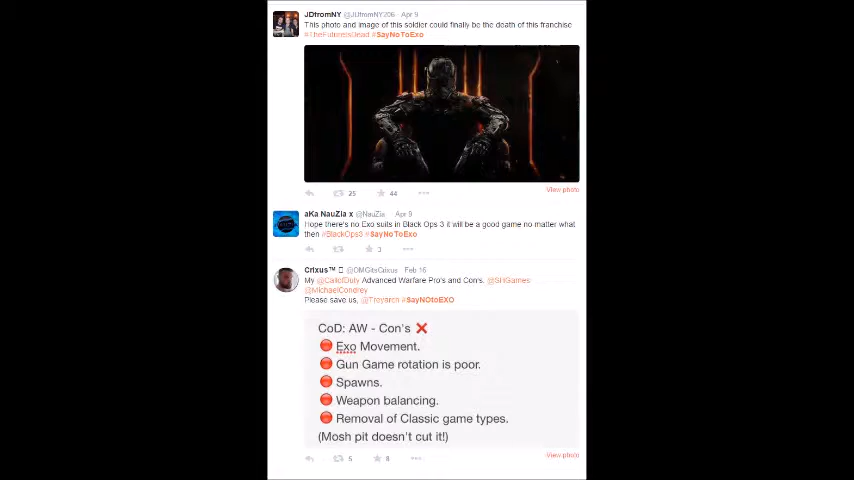 JDfromNY @JDfromNY206 Apr 9
This photo and image of this soldier could finally be the death of this franchise
#TheFutureIsDead #SayNoToExo
25 44
View photo
aKa NauZia x @NauZia Apr 9
Hope there's no Exo suits in Black Ops 3 it will be a good game no matter what
then #BlackOps3 #SayNoToExo
3
Crixus™ @OMGitsCrixus Feb 16
My @CallofDuty Advanced Warfare Pro's and Con's. @SHGames
@MichaelCondrey
Please save us, @Treyarch #SayNOtoEXO
CoD: AW - Con's ❌
Exo Movement.
Gun Game rotation is poor.
Spawns.
Weapon balancing.
Removal of Classic game types.
(Mosh pit doesn't cut it!)
5 8
View photo